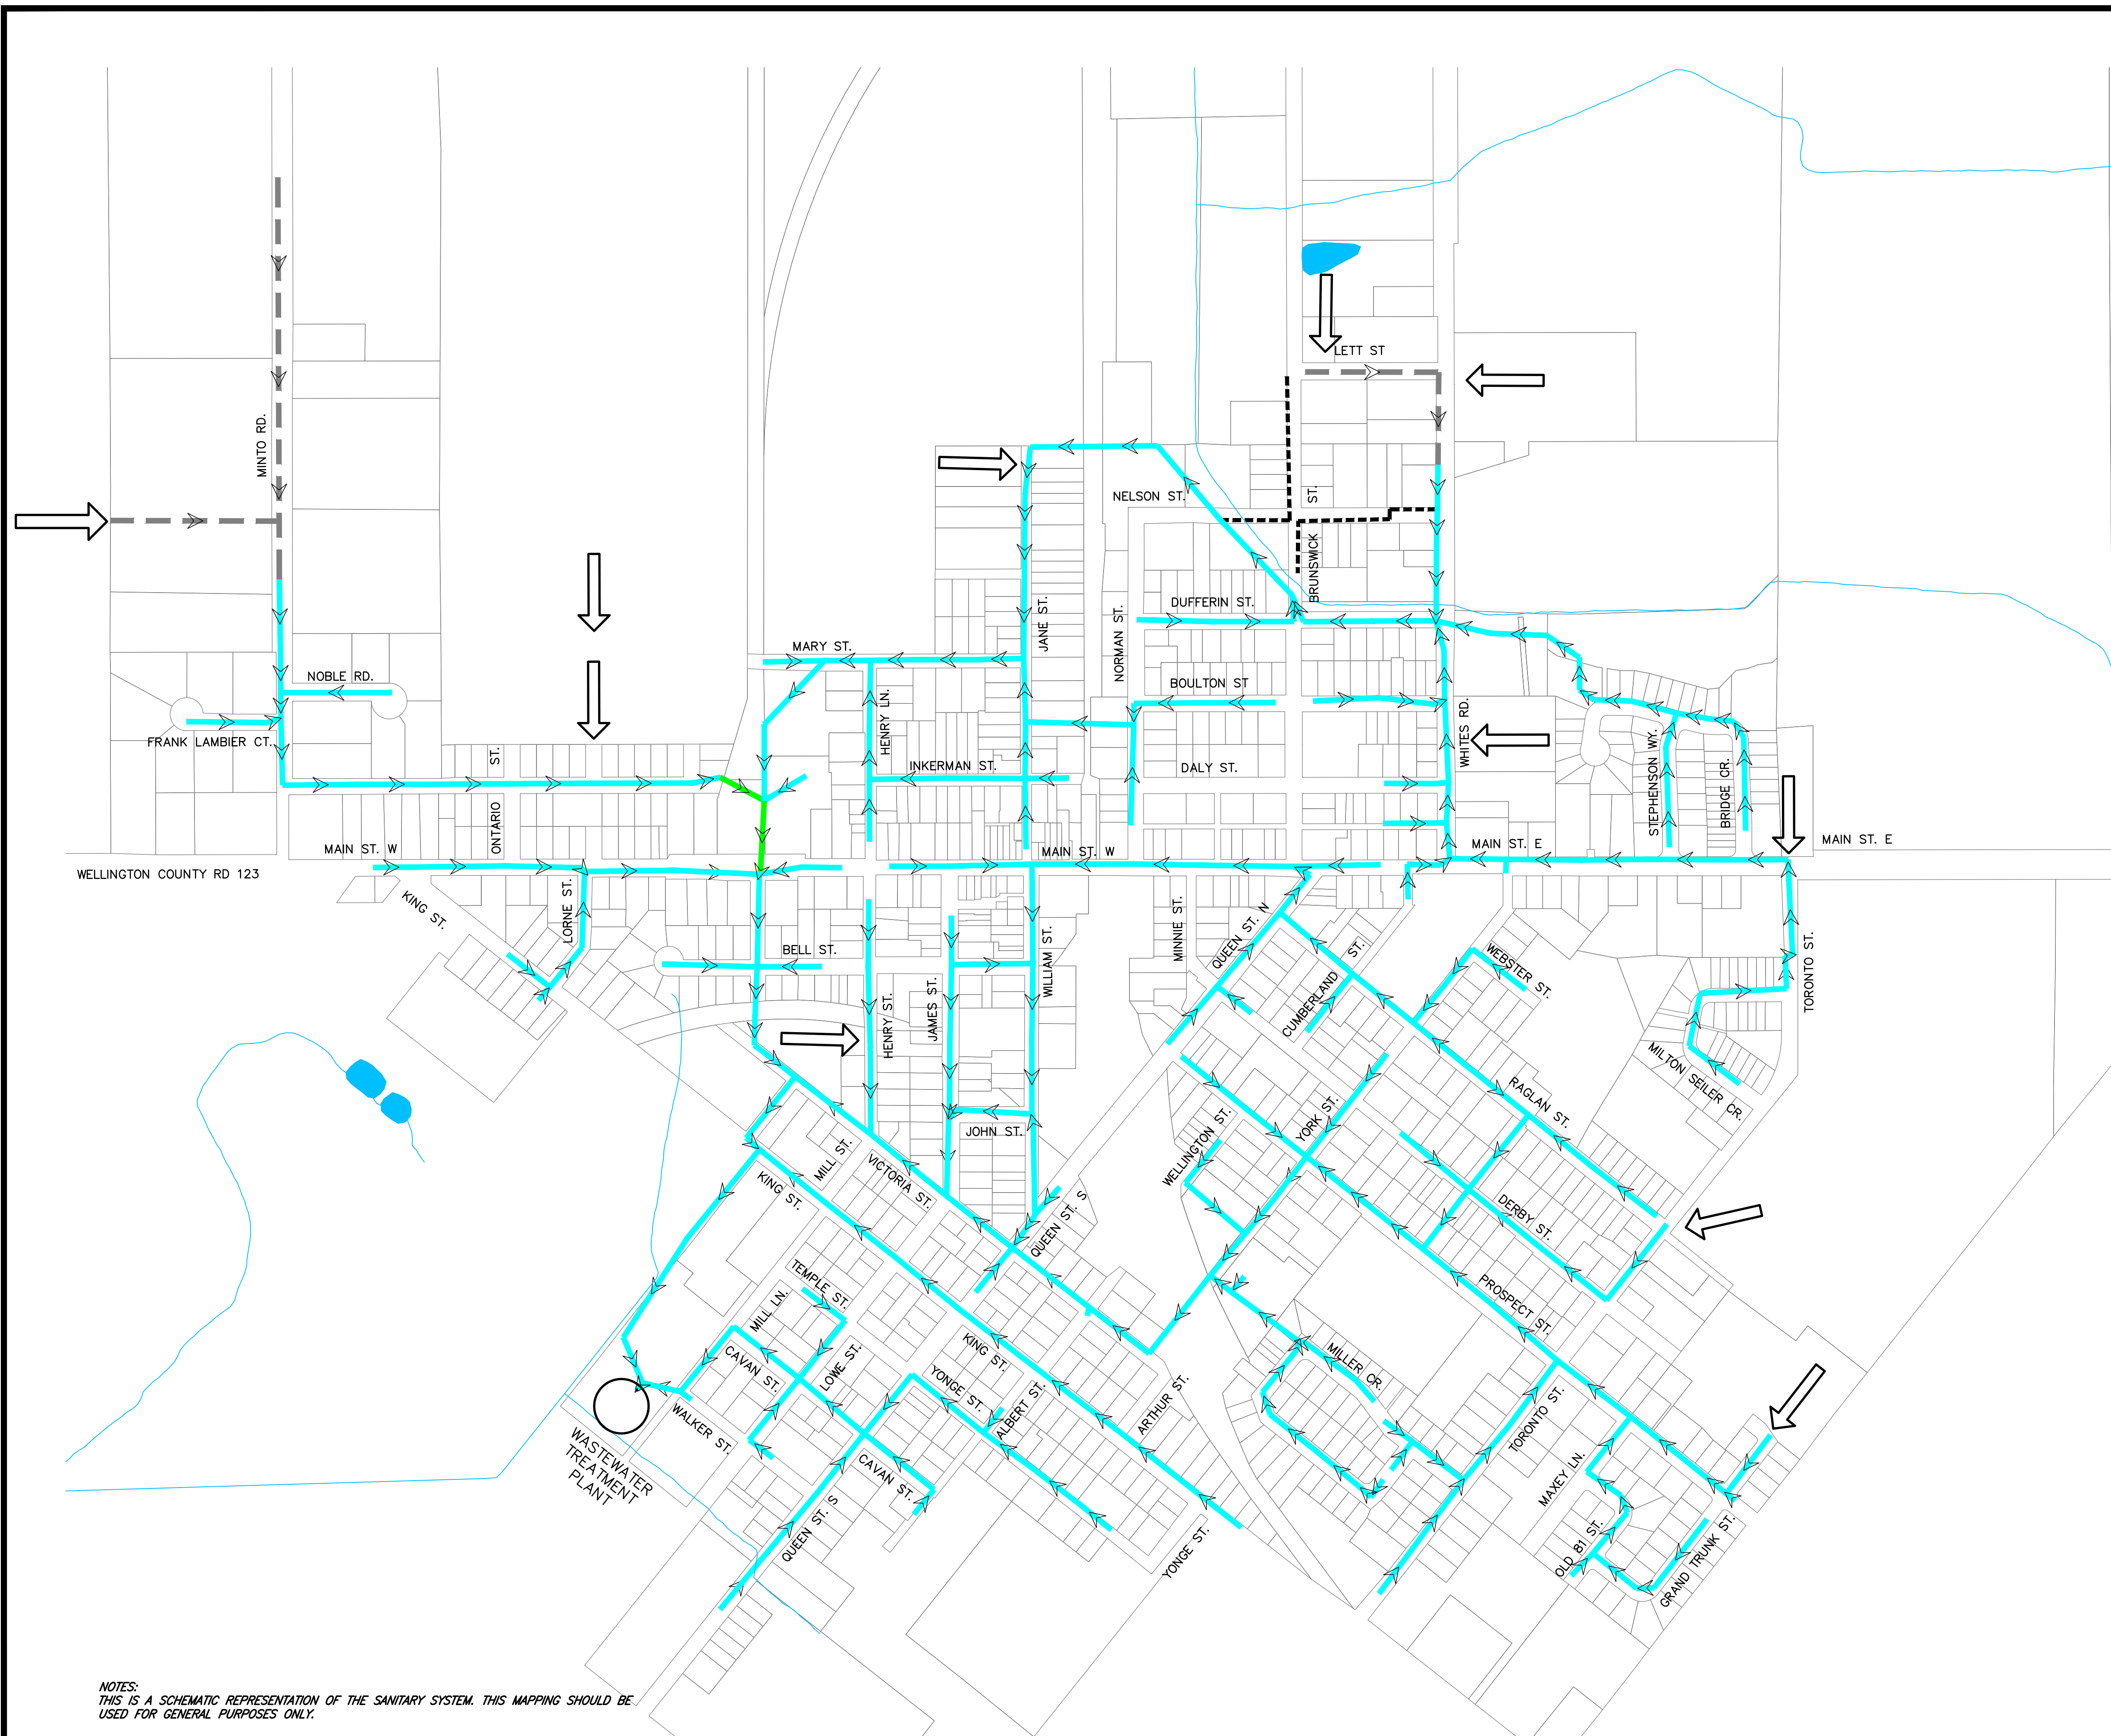 LETT ST
MINTO RD.
NELSON ST.
ST.
BRUNSWICK
DUFFERIN ST.
JANE ST.
NORMAN ST.
MARY ST.
NOBLE RD.
BOULTON ST
HENRY LN.
WHITES RD.
FRANK LAMBIER CT.
ST.
ONTARIO
INKERMAN ST.
DALY ST.
STEPHENSON WY.
BRIDGE CR.
MAIN ST. W
MAIN ST. W
MAIN ST. E
MAIN ST. E
WELLINGTON COUNTY RD 123
KING ST.
LORNE ST.
BELL ST.
WILLIAM ST.
MINNIE ST.
QUEEN ST. N
CUMBERLAND
ST.
WEBSTER ST.
TORONTO ST.
HENRY ST.
JAMES ST.
MILTON SEILER CR.
RAGLAN ST.
JOHN ST.
YORK ST.
WELLINGTON ST.
MILL ST.
VICTORIA ST.
KING ST.
QUEEN ST. S
DERBY ST.
PROSPECT ST.
TEMPLE ST.
MILL LN.
CAVAN ST.
LOWE ST.
KING ST.
YONGE ST.
ALBERT ST.
ARTHUR ST.
MILLER CR.
TORONTO ST.
WALKER ST.
WASTEWATER
TREATMENT
PLANT
CAVAN ST.
QUEEN ST. S
MAXEY LN.
OLD 81 ST.
GRAND TRUNK ST.
YONGE ST.
NOTES:
THIS IS A SCHEMATIC REPRESENTATION OF THE SANITARY SYSTEM. THIS MAPPING SHOULD BE
USED FOR GENERAL PURPOSES ONLY.